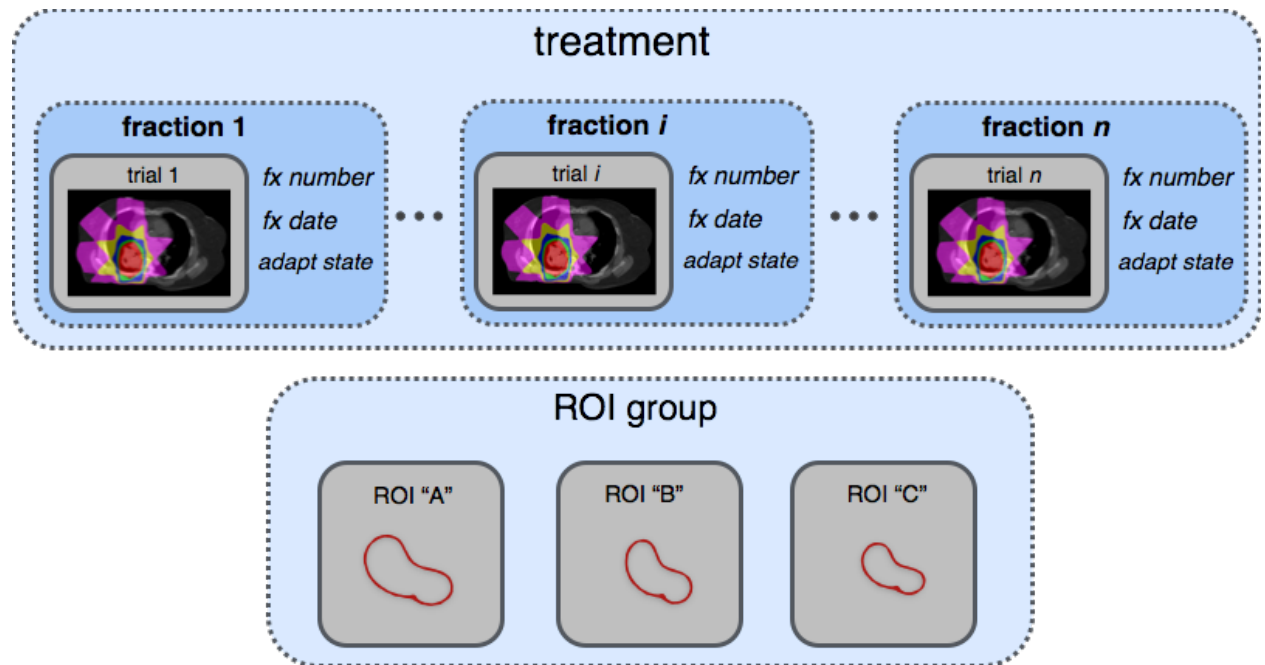 treatment
fraction 1
trial 1
fx number
fx date
adapt state
fraction i
trial i
fx number
fx date
adapt state
fraction n
trial n
fx number
fx date
adapt state
ROI group
ROI “A”
ROI “B”
ROI “C”